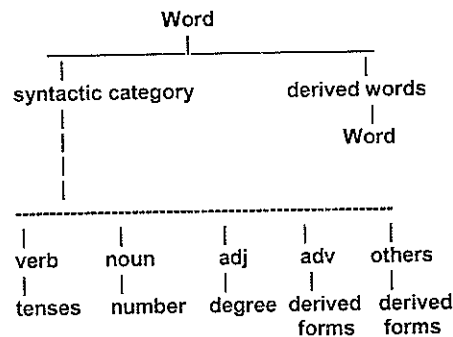 Word
syntactic category derived words
Word
verb noun adj adv others
tenses number degree derived derived
forms forms